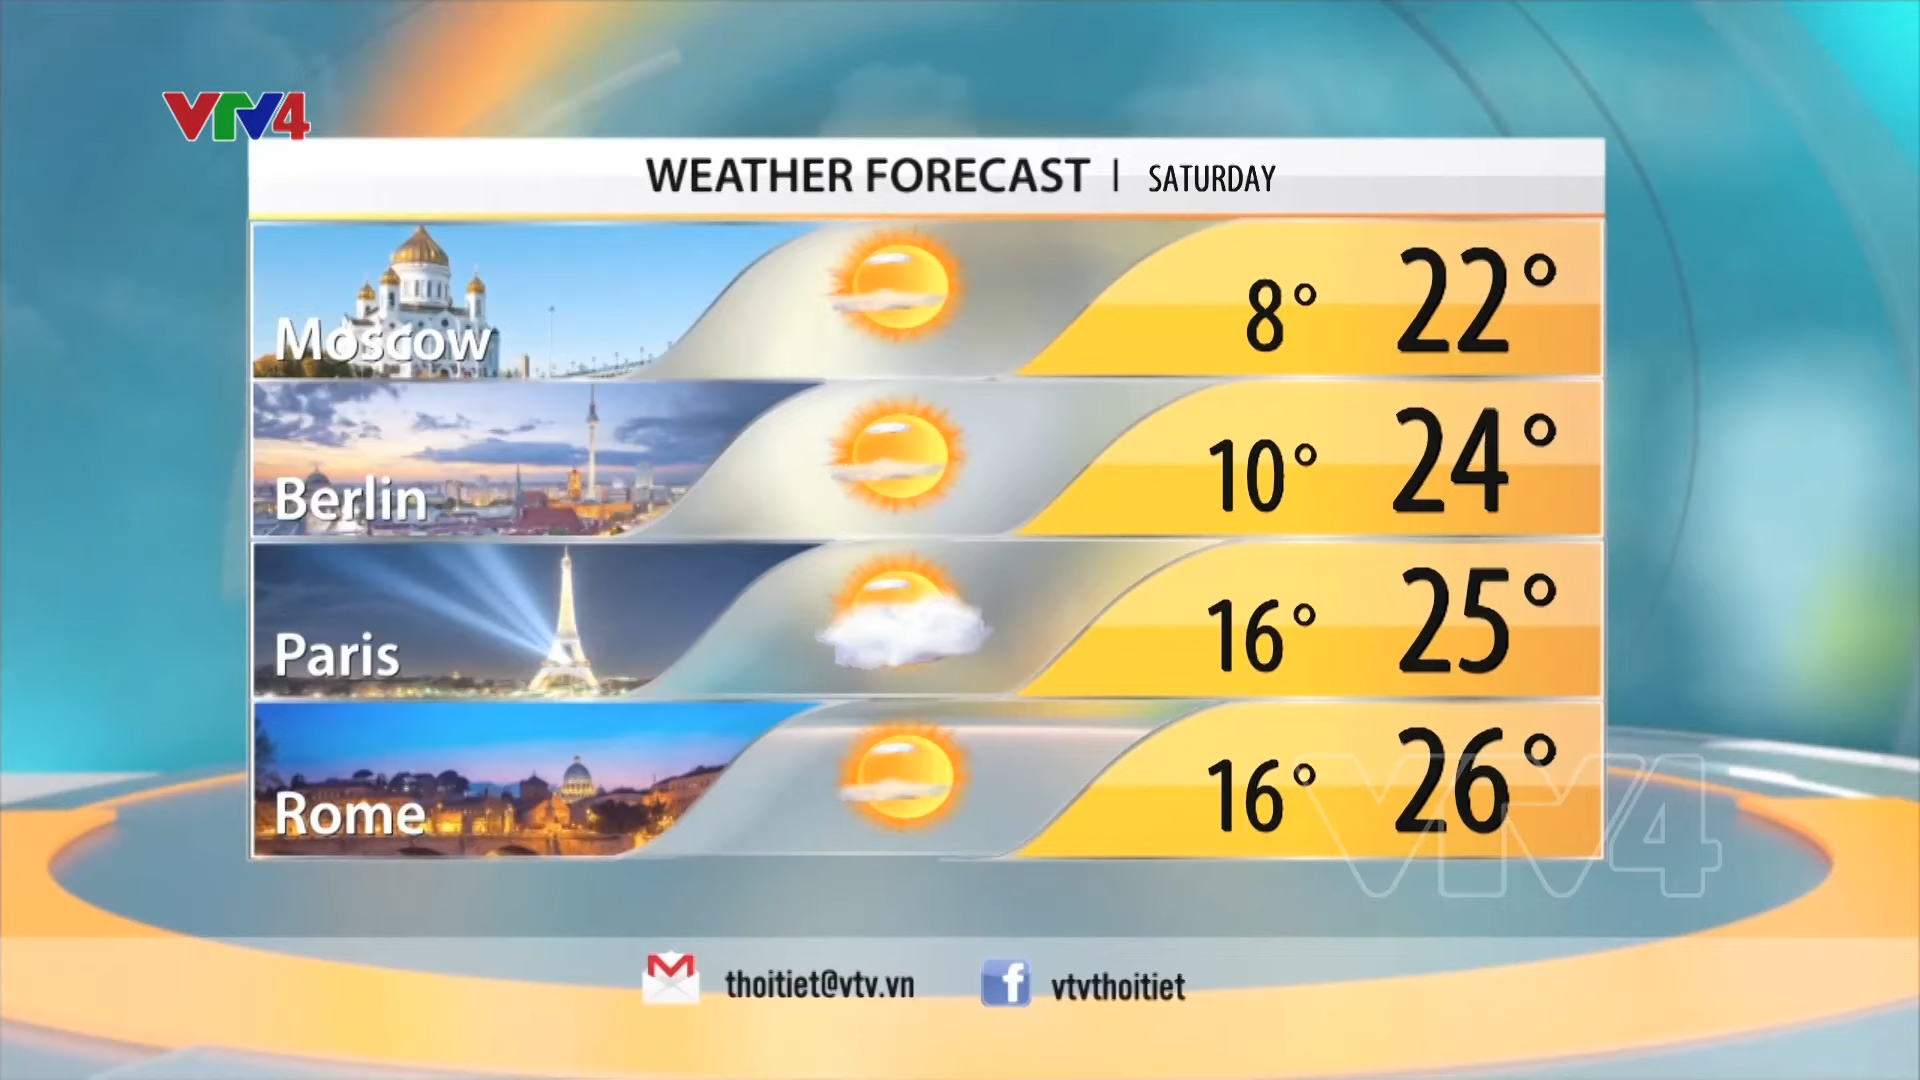 VTV4
WEATHER FORECAST | SATURDAY
Moscow 8° 22°
Berlin 10° 24°
Paris 16° 25°
Rome 16° 26°
VTV4
thoitiet@vtv.vn vtvthoitiet